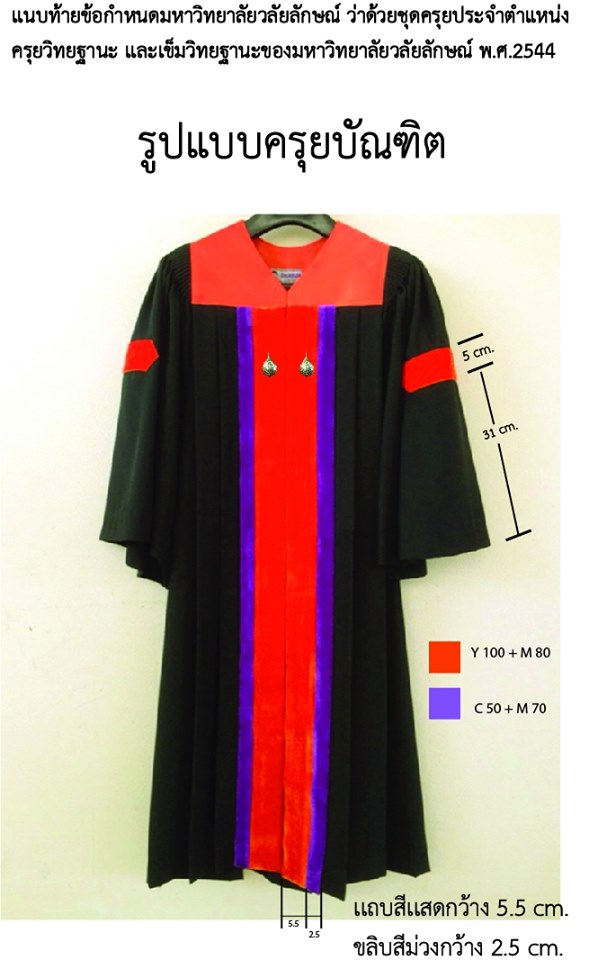 แนบท้ายข้อกำหนดมหาวิทยาลัยวลัยลักษณ์ ว่าด้วยชุดครุยประจำตำแหน่ง
ครุยวิทยฐานะ และเข็มวิทยฐานะของมหาวิทยาลัยวลัยลักษณ์ พ.ศ.2544
รูปแบบครุยบัณฑิต
5 cm.
31 cm.
Y 100 + M 80
C 50 + M 70
แถบสีแสดกว้าง 5.5 cm.
5.5
2.5
ขลิบสีม่วงกว้าง 2.5 cm.